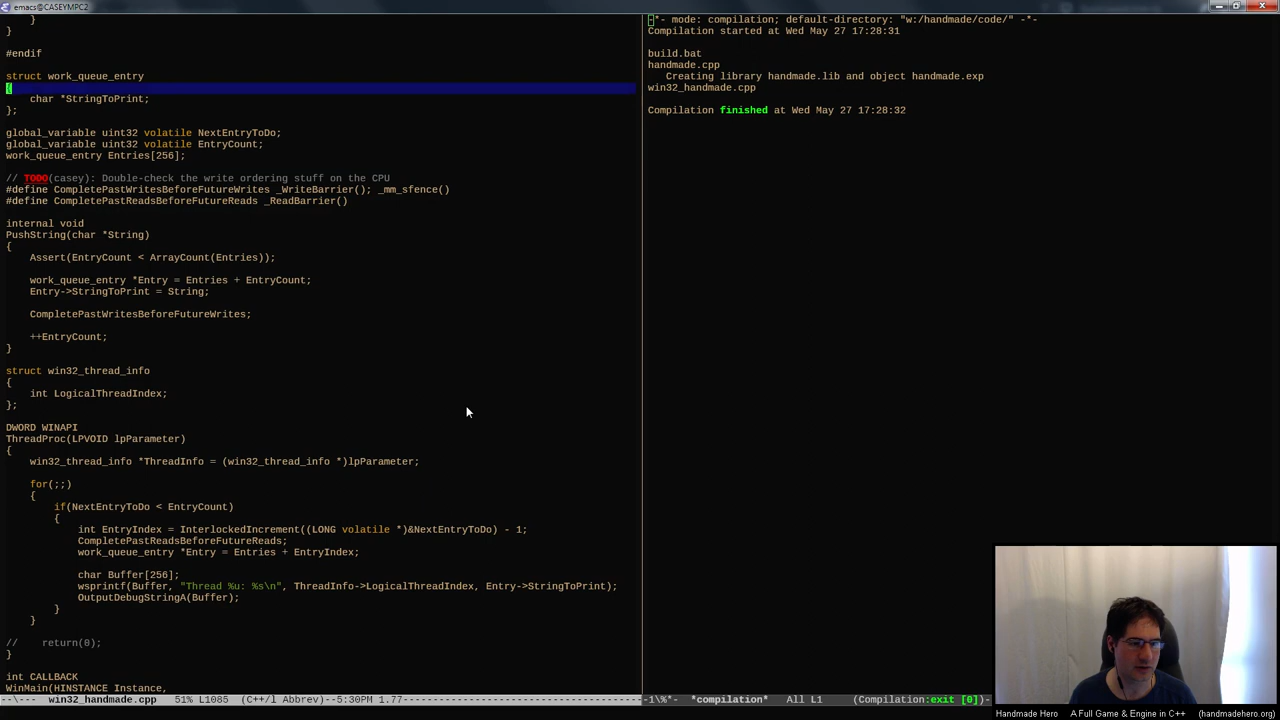 emacs@CASEYMPC2
    }
}
#endif
struct work_queue_entry
{
    char *StringToPrint;
};
global_variable uint32 volatile NextEntryToDo;
global_variable uint32 volatile EntryCount;
work_queue_entry Entries[256];
// TODO(casey): Double-check the write ordering stuff on the CPU
#define CompletePastWritesBeforeFutureWrites _WriteBarrier(); _mm_sfence()
#define CompletePastReadsBeforeFutureReads _ReadBarrier()
internal void
PushString(char *String)
{
    Assert(EntryCount < ArrayCount(Entries));
    work_queue_entry *Entry = Entries + EntryCount;
    Entry->StringToPrint = String;
    CompletePastWritesBeforeFutureWrites;
    ++EntryCount;
}
struct win32_thread_info
{
    int LogicalThreadIndex;
};
DWORD WINAPI
ThreadProc(LPVOID lpParameter)
{
    win32_thread_info *ThreadInfo = (win32_thread_info *)lpParameter;
    for(;;)
    {
        if(NextEntryToDo < EntryCount)
        {
            int EntryIndex = InterlockedIncrement((LONG volatile *)&NextEntryToDo) - 1;
            CompletePastReadsBeforeFutureReads;
            work_queue_entry *Entry = Entries + EntryIndex;
            char Buffer[256];
            wsprintf(Buffer, "Thread %u: %s\n", ThreadInfo->LogicalThreadIndex, Entry->StringToPrint);
            OutputDebugStringA(Buffer);
        }
    }
//    return(0);
}
int CALLBACK
WinMain(HINSTANCE Instance,
--\---  win32_handmade.cpp   51% L1085  (C++/l Abbrev)--5:30PM 1.77
-*- mode: compilation; default-directory: "w:/handmade/code/" -*-
Compilation started at Wed May 27 17:28:31
build.bat
handmade.cpp
   Creating library handmade.lib and object handmade.exp
win32_handmade.cpp
Compilation finished at Wed May 27 17:28:32
-1\%*-  *compilation*   All L1     (Compilation:exit [0])-
Handmade Hero    A Full Game & Engine in C++    (handmadehero.org)